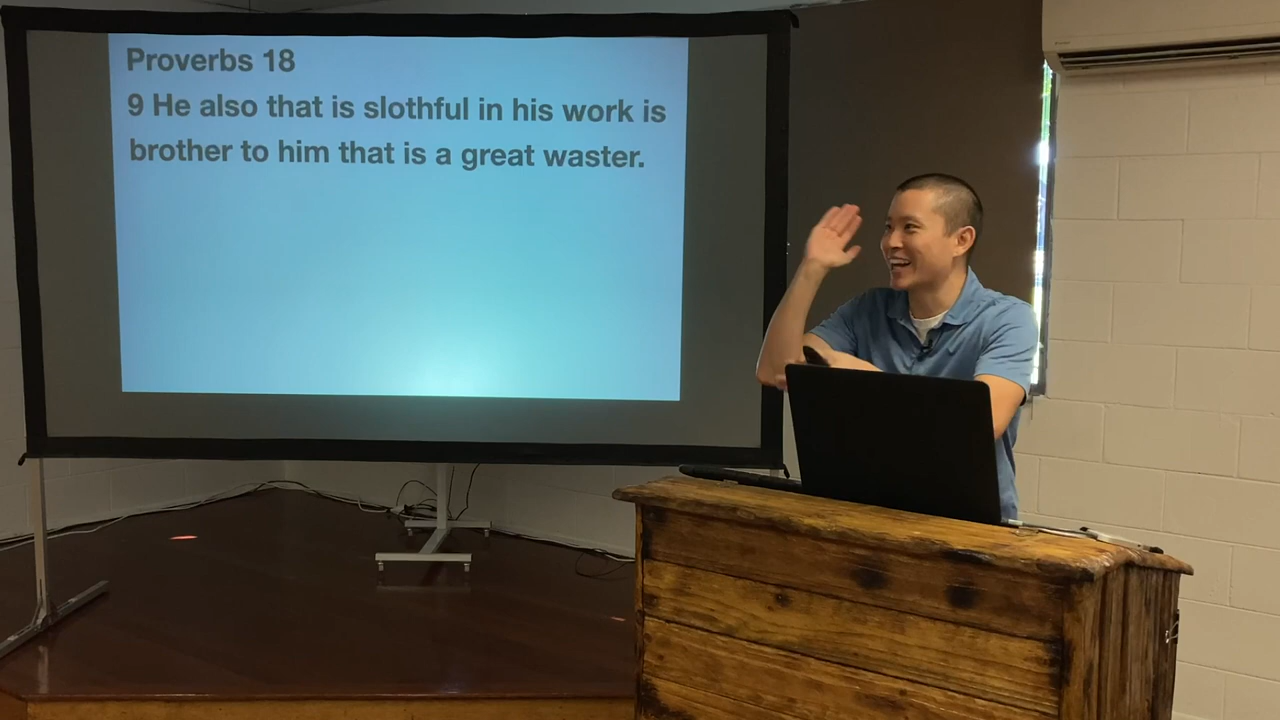 Proverbs 18
9 He also that is slothful in his work is
brother to him that is a great waster.